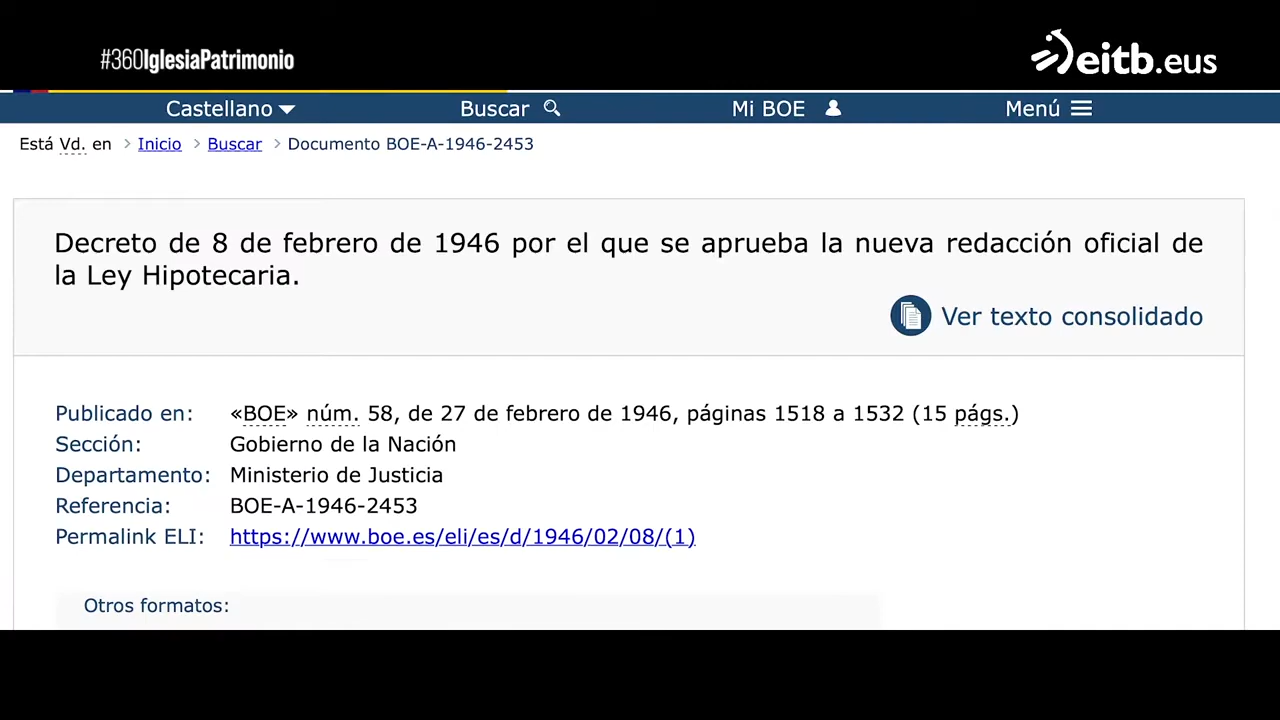 #360IglesiaPatrimonio
eitb.eus
Castellano Buscar Mi BOE Menú
Está Vd. en > Inicio > Buscar > Documento BOE-A-1946-2453
Decreto de 8 de febrero de 1946 por el que se aprueba la nueva redacción oficial de
la Ley Hipotecaria.
Ver texto consolidado
Publicado en: «BOE» núm. 58, de 27 de febrero de 1946, páginas 1518 a 1532 (15 págs.)
Sección: Gobierno de la Nación
Departamento: Ministerio de Justicia
Referencia: BOE-A-1946-2453
Permalink ELI: https://www.boe.es/eli/es/d/1946/02/08/(1)
Otros formatos: